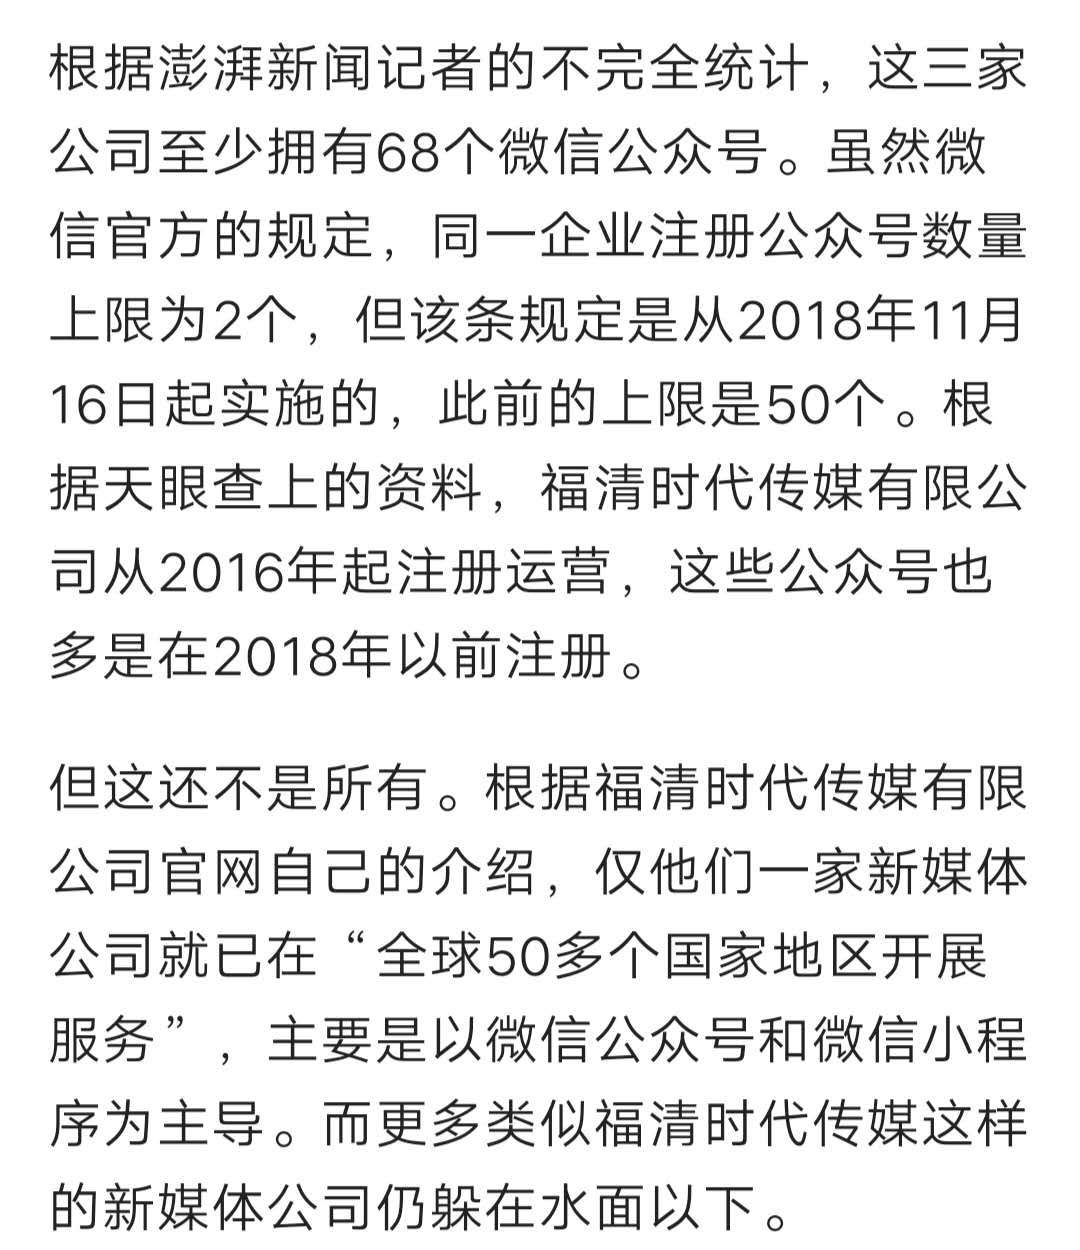 根据澎湃新闻记者的不完全统计，这三家
公司至少拥有68个微信公众号。虽然微
信官方的规定，同一企业注册公众号数量
上限为2个，但该条规定是从2018年11月
16日起实施的，此前的上限是50个。根
据天眼查上的资料，福清时代传媒有限公
司从2016年起注册运营，这些公众号也
多是在2018年以前注册。
但这还不是所有。根据福清时代传媒有限
公司官网自己的介绍，仅他们一家新媒体
公司就已在“全球50多个国家地区开展
服务”，主要是以微信公众号和微信小程
序为主导。而更多类似福清时代传媒这样
的新媒体公司仍躲在水面以下。